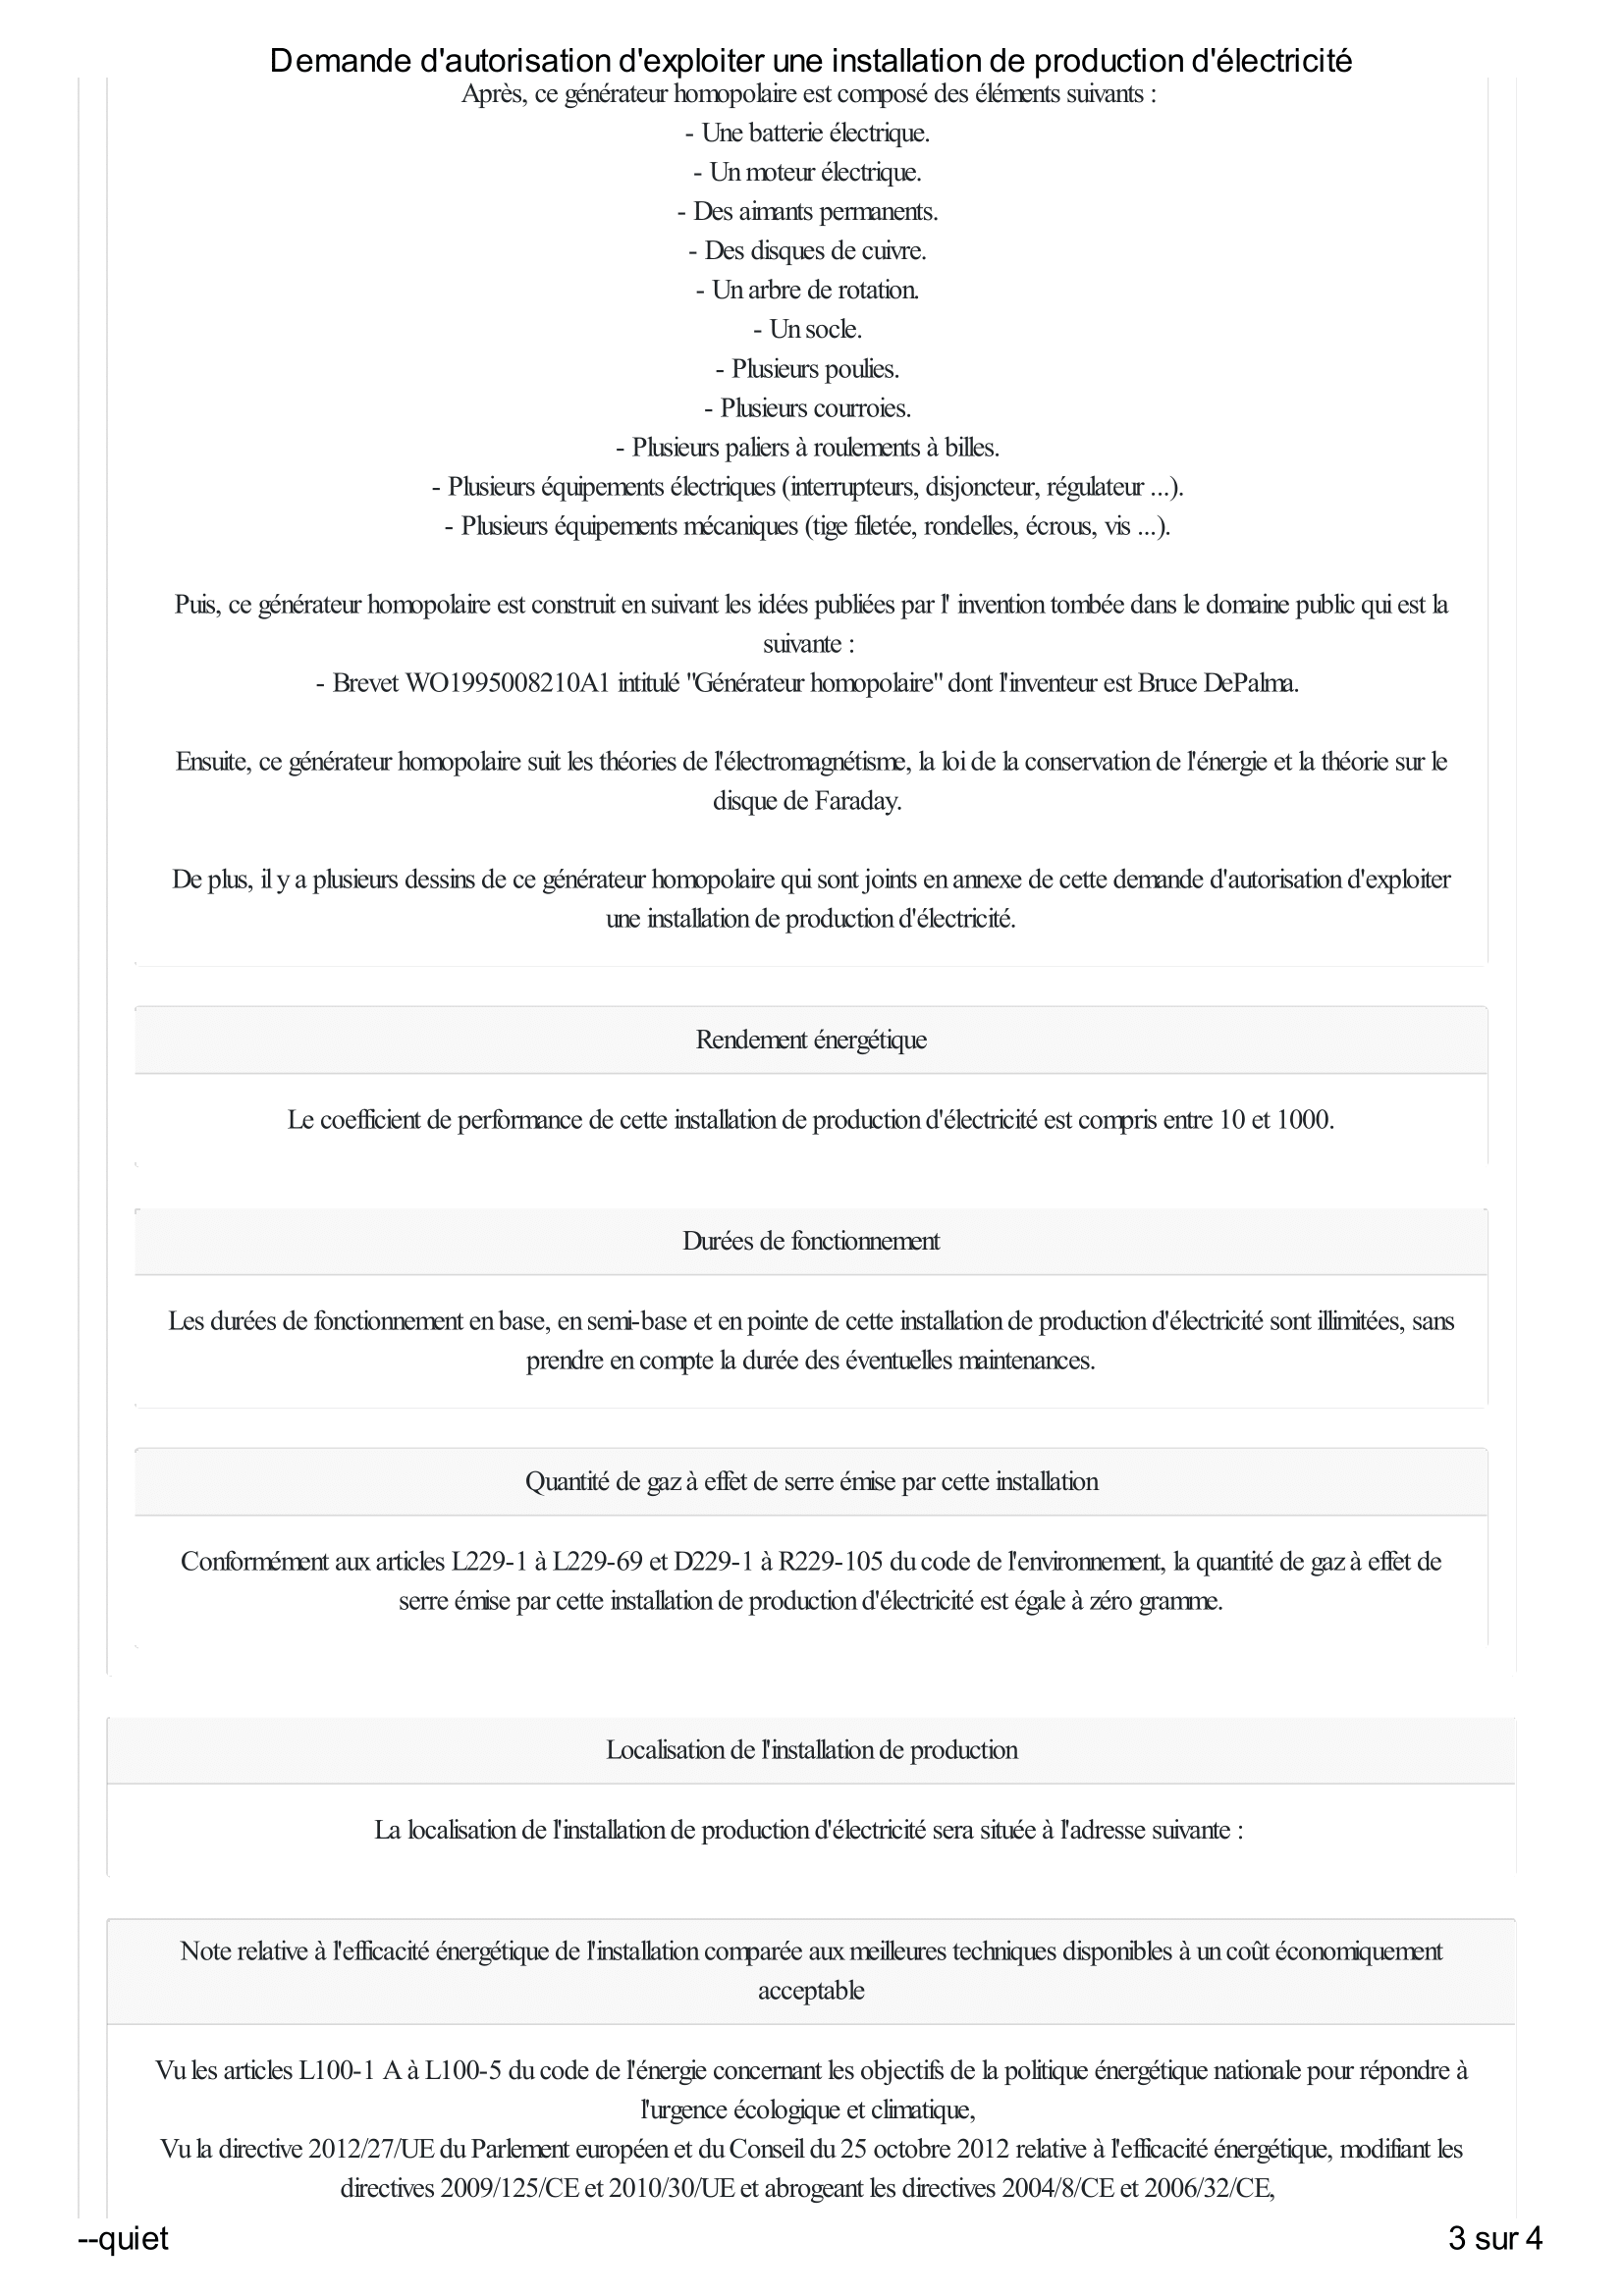 Demande d'autorisation d'exploiter une installation de production d'électricité
Après, ce générateur homopolaire est composé des éléments suivants :
- Une batterie électrique.
- Un moteur électrique.
- Des aimants permanents.
- Des disques de cuivre.
- Un arbre de rotation.
- Un socle.
- Plusieurs poulies.
- Plusieurs courroies.
- Plusieurs paliers à roulements à billes.
- Plusieurs équipements électriques (interrupteurs, disjoncteur, régulateur ...).
- Plusieurs équipements mécaniques (tige filetée, rondelles, écrous, vis ...).
Puis, ce générateur homopolaire est construit en suivant les idées publiées par l' invention tombée dans le domaine public qui est la
suivante :
- Brevet WO1995008210A1 intitulé "Générateur homopolaire" dont l'inventeur est Bruce DePalma.
Ensuite, ce générateur homopolaire suit les théories de l'électromagnétisme, la loi de la conservation de l'énergie et la théorie sur le
disque de Faraday.
De plus, il y a plusieurs dessins de ce générateur homopolaire qui sont joints en annexe de cette demande d'autorisation d'exploiter
une installation de production d'électricité.
Rendement énergétique
Le coefficient de performance de cette installation de production d'électricité est compris entre 10 et 1000.
Durées de fonctionnement
Les durées de fonctionnement en base, en semi-base et en pointe de cette installation de production d'électricité sont illimitées, sans
prendre en compte la durée des éventuelles maintenances.
Quantité de gaz à effet de serre émise par cette installation
Conformément aux articles L229-1 à L229-69 et D229-1 à R229-105 du code de l'environnement, la quantité de gaz à effet de
serre émise par cette installation de production d'électricité est égale à zéro gramme.
Localisation de l'installation de production
La localisation de l'installation de production d'électricité sera située à l'adresse suivante :
Note relative à l'efficacité énergétique de l'installation comparée aux meilleures techniques disponibles à un coût économiquement
acceptable
Vu les articles L100-1 A à L100-5 du code de l'énergie concernant les objectifs de la politique énergétique nationale pour répondre à
l'urgence écologique et climatique,
Vu la directive 2012/27/UE du Parlement européen et du Conseil du 25 octobre 2012 relative à l'efficacité énergétique, modifiant les
directives 2009/125/CE et 2010/30/UE et abrogeant les directives 2004/8/CE et 2006/32/CE,
--quiet
3 sur 4